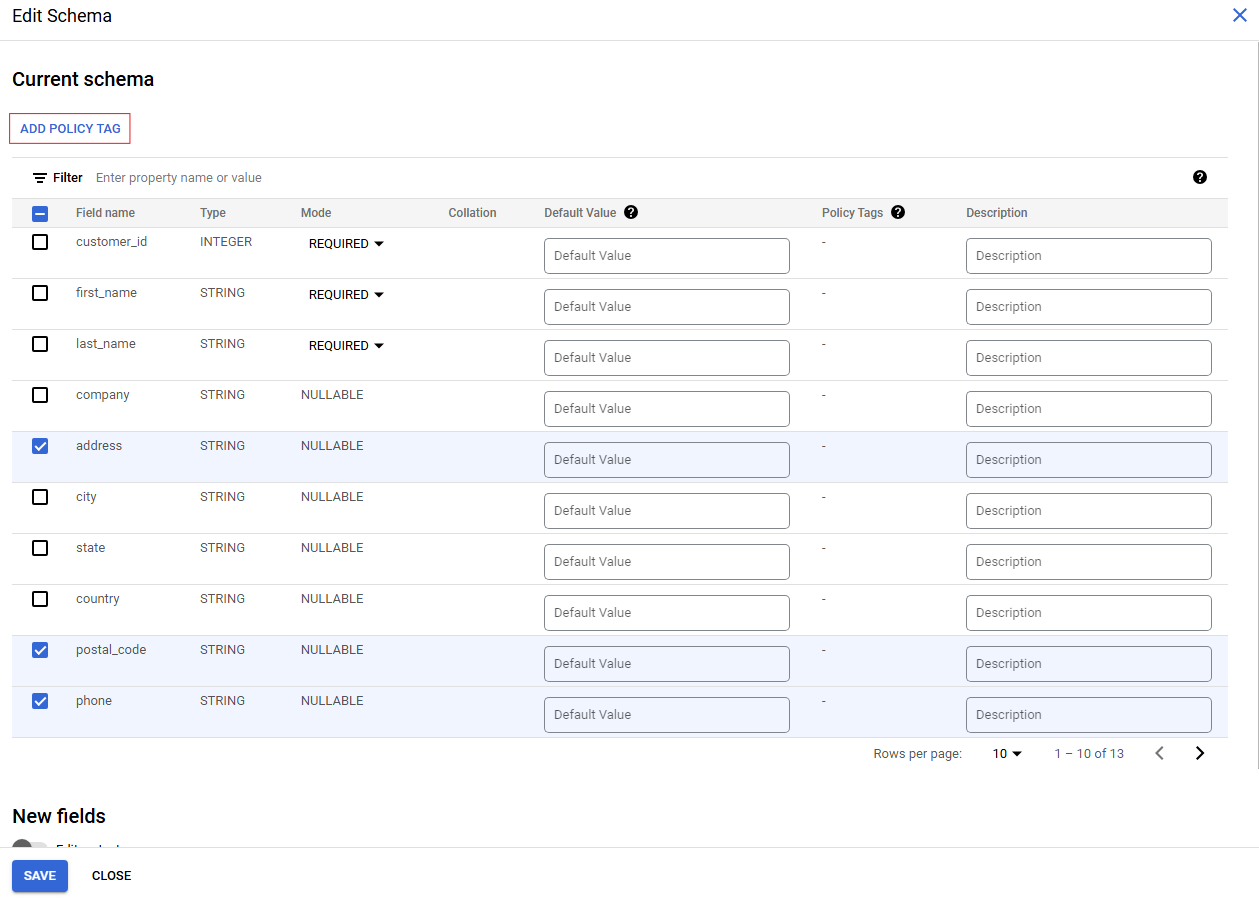 Edit Schema
Current schema
ADD POLICY TAG
Filter Enter property name or value
Field name Type Mode Collation Default Value Policy Tags Description
customer_id INTEGER REQUIRED Default Value - Description
first_name STRING REQUIRED Default Value - Description
last_name STRING REQUIRED Default Value - Description
company STRING NULLABLE Default Value - Description
address STRING NULLABLE Default Value - Description
city STRING NULLABLE Default Value - Description
state STRING NULLABLE Default Value - Description
country STRING NULLABLE Default Value - Description
postal_code STRING NULLABLE Default Value - Description
phone STRING NULLABLE Default Value - Description
Rows per page: 10 1 – 10 of 13
New fields
SAVE CLOSE